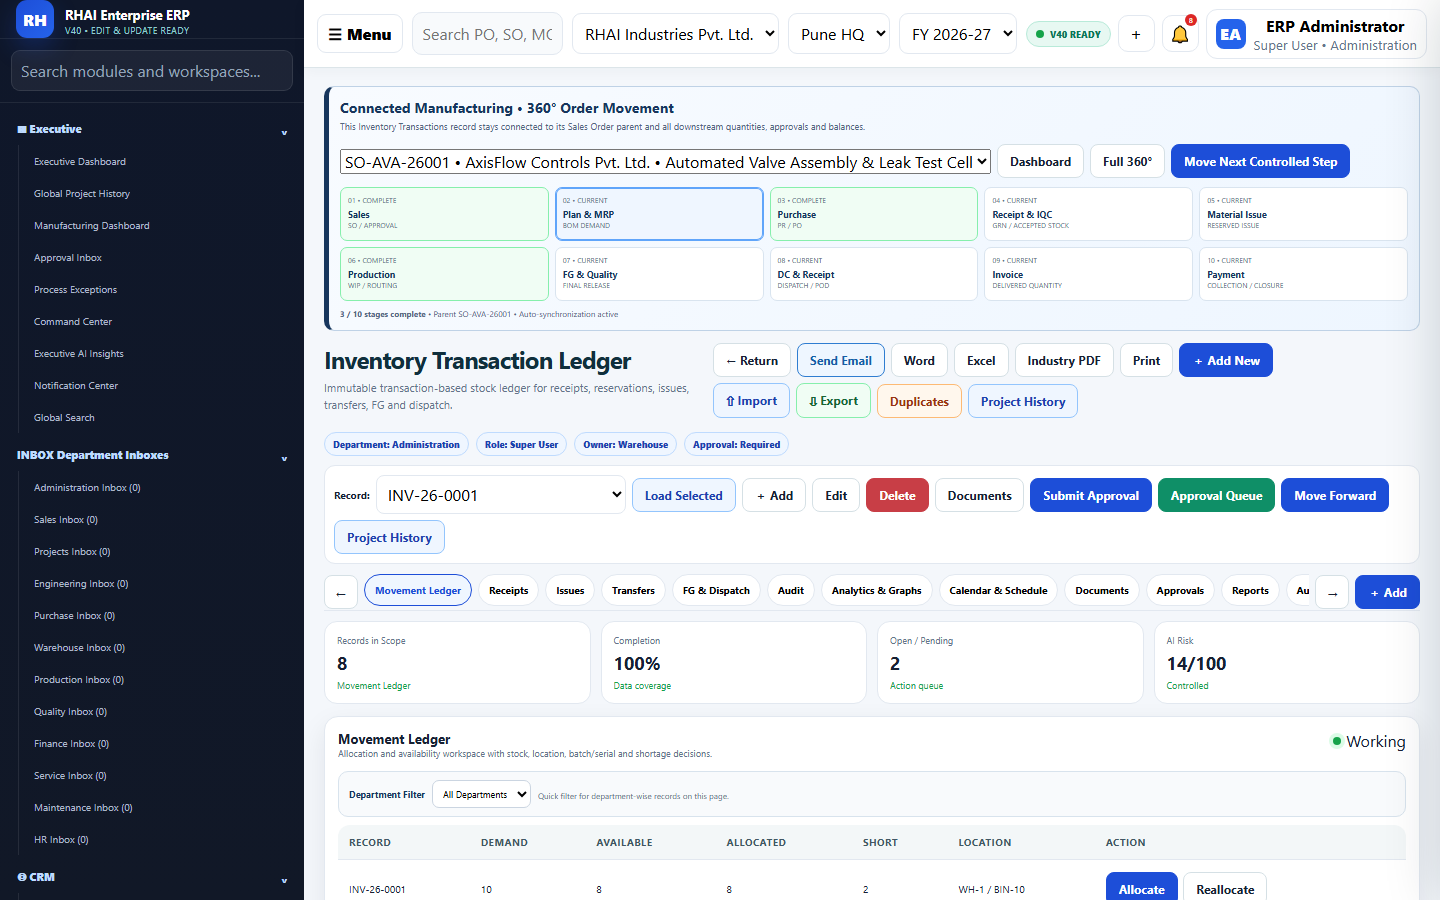 RH
RHAI Enterprise ERP
V40 • EDIT & UPDATE READY
Search modules and workspaces...
Executive
Executive Dashboard
Global Project History
Manufacturing Dashboard
Approval Inbox
Process Exceptions
Command Center
Executive AI Insights
Notification Center
Global Search
INBOX Department Inboxes
Administration Inbox (0)
Sales Inbox (0)
Projects Inbox (0)
Engineering Inbox (0)
Purchase Inbox (0)
Warehouse Inbox (0)
Production Inbox (0)
Quality Inbox (0)
Finance Inbox (0)
Service Inbox (0)
Maintenance Inbox (0)
HR Inbox (0)
CRM
☰ Menu
Search PO, SO, MC
RHAI Industries Pvt. Ltd.
Pune HQ
FY 2026-27
V40 READY
+
8
EA
ERP Administrator
Super User • Administration
Connected Manufacturing • 360° Order Movement
This Inventory Transactions record stays connected to its Sales Order parent and all downstream quantities, approvals and balances.
SO-AVA-26001 • AxisFlow Controls Pvt. Ltd. • Automated Valve Assembly & Leak Test Cell
Dashboard
Full 360°
Move Next Controlled Step
01 • COMPLETE
Sales
SO / APPROVAL
02 • CURRENT
Plan & MRP
BOM DEMAND
03 • COMPLETE
Purchase
PR / PO
04 • CURRENT
Receipt & IQC
GRN / ACCEPTED STOCK
05 • CURRENT
Material Issue
RESERVED ISSUE
06 • COMPLETE
Production
WIP / ROUTING
07 • CURRENT
FG & Quality
FINAL RELEASE
08 • CURRENT
DC & Receipt
DISPATCH / POD
09 • CURRENT
Invoice
DELIVERED QUANTITY
10 • CURRENT
Payment
COLLECTION / CLOSURE
3 / 10 stages complete • Parent SO-AVA-26001 • Auto-synchronization active
Inventory Transaction Ledger
Immutable transaction-based stock ledger for receipts, reservations, issues,
transfers, FG and dispatch.
← Return
Send Email
Word
Excel
Industry PDF
Print
+ Add New
⇧ Import
⇩ Export
Duplicates
Project History
Department: Administration
Role: Super User
Owner: Warehouse
Approval: Required
Record:
INV-26-0001
Load Selected
+ Add
Edit
Delete
Documents
Submit Approval
Approval Queue
Move Forward
Project History
←
Movement Ledger
Receipts
Issues
Transfers
FG & Dispatch
Audit
Analytics & Graphs
Calendar & Schedule
Documents
Approvals
Reports
Au
→
+ Add
Records in Scope
8
Movement Ledger
Completion
100%
Data coverage
Open / Pending
2
Action queue
AI Risk
14/100
Controlled
Movement Ledger
Allocation and availability workspace with stock, location, batch/serial and shortage decisions.
Working
Department Filter
All Departments
Quick filter for department-wise records on this page.
RECORD DEMAND AVAILABLE ALLOCATED SHORT LOCATION ACTION
INV-26-0001 10 8 8 2 WH-1 / BIN-10 Allocate Reallocate